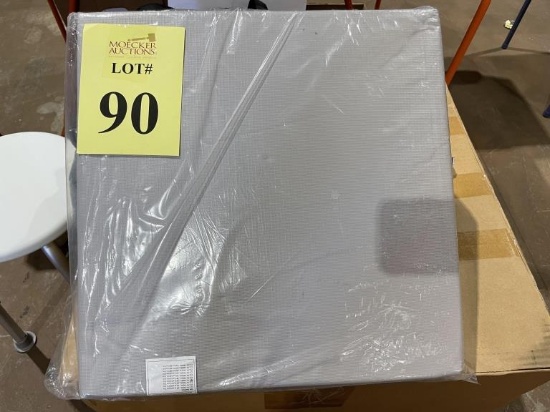 MOECKER
AUCTIONS
LOT#
90